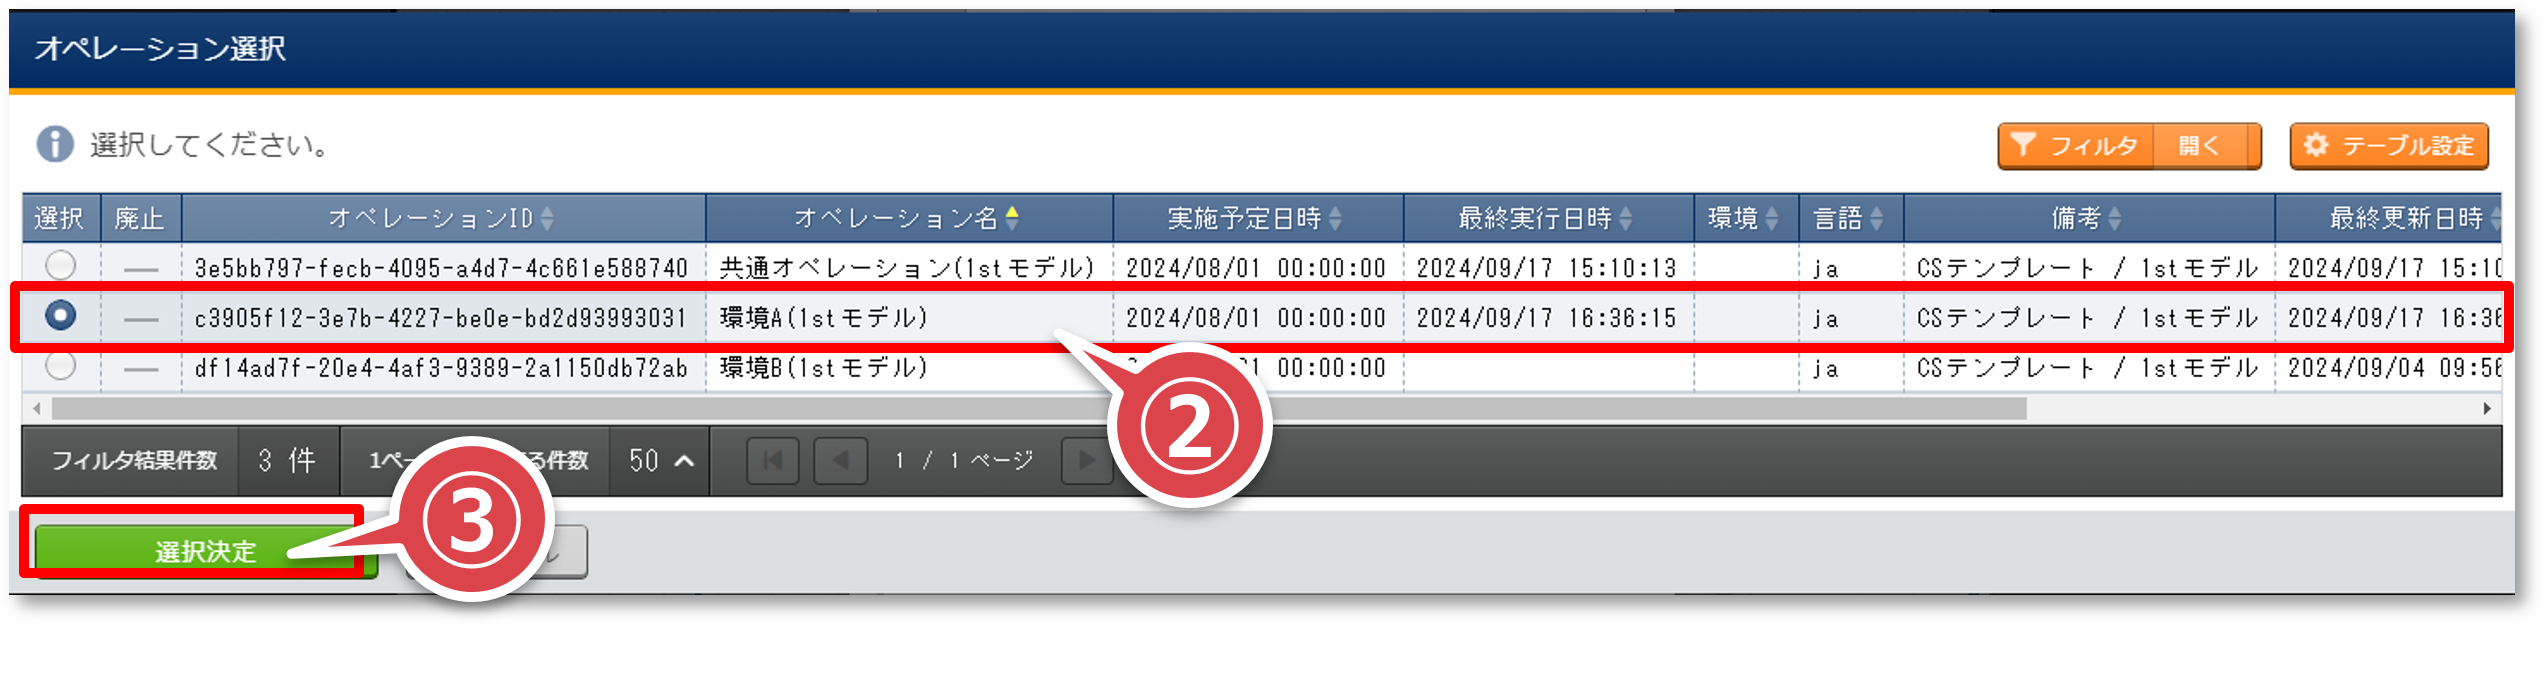 オペレーション選択
選択してください。
フィルタ 開く テーブル設定
選択 廃止 オペレーションID オペレーション名 実施予定日時 最終実行日時 環境 言語 備考 最終更新日時
3e5bb797-fecb-4095-a4d7-4c661e588740 共通オペレーション(1stモデル) 2024/08/01 00:00:00 2024/09/17 15:10:13 ja CSテンプレート / 1stモデル 2024/09/17 15:10
c3905f12-3e7b-4227-be0e-bd2d93993031 環境A(1stモデル) 2024/08/01 00:00:00 2024/09/17 16:36:15 ja CSテンプレート / 1stモデル 2024/09/17 16:36
df14ad7f-20e4-4af3-9389-2a1150db72ab 環境B(1stモデル) 00:00:00 ja CSテンプレート / 1stモデル 2024/09/04 09:56
②
フィルタ結果件数 3 件 1ペー る件数 50 1 / 1 ページ
選択決定 ③ ル